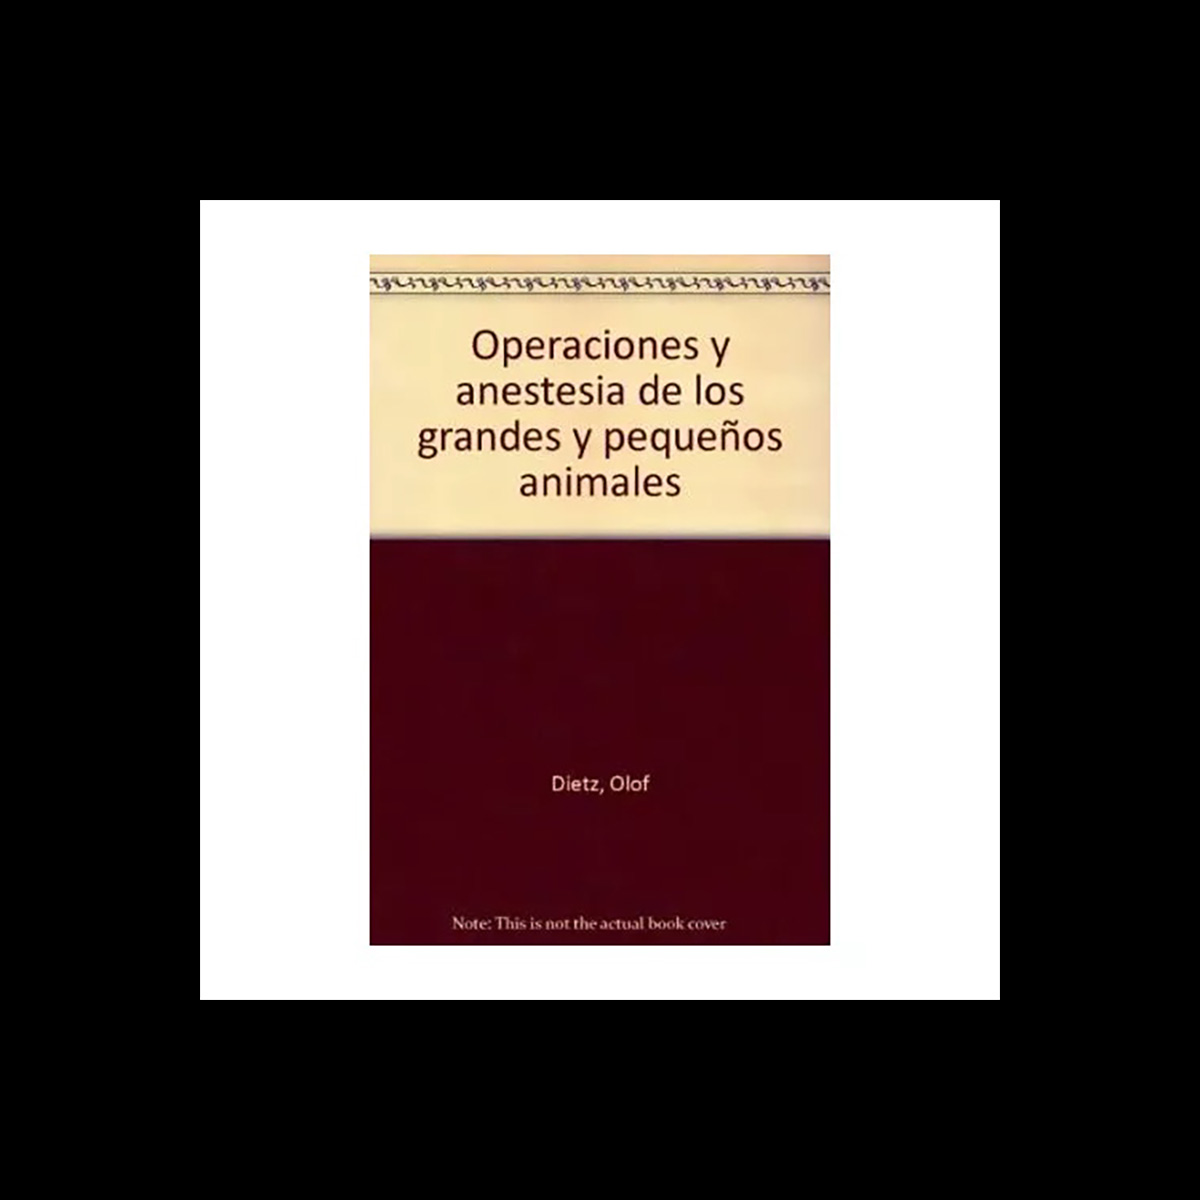 Operaciones y
anestesia de los
grandes y pequeños
animales
Dietz, Olof
Note: This is not the actual book cover